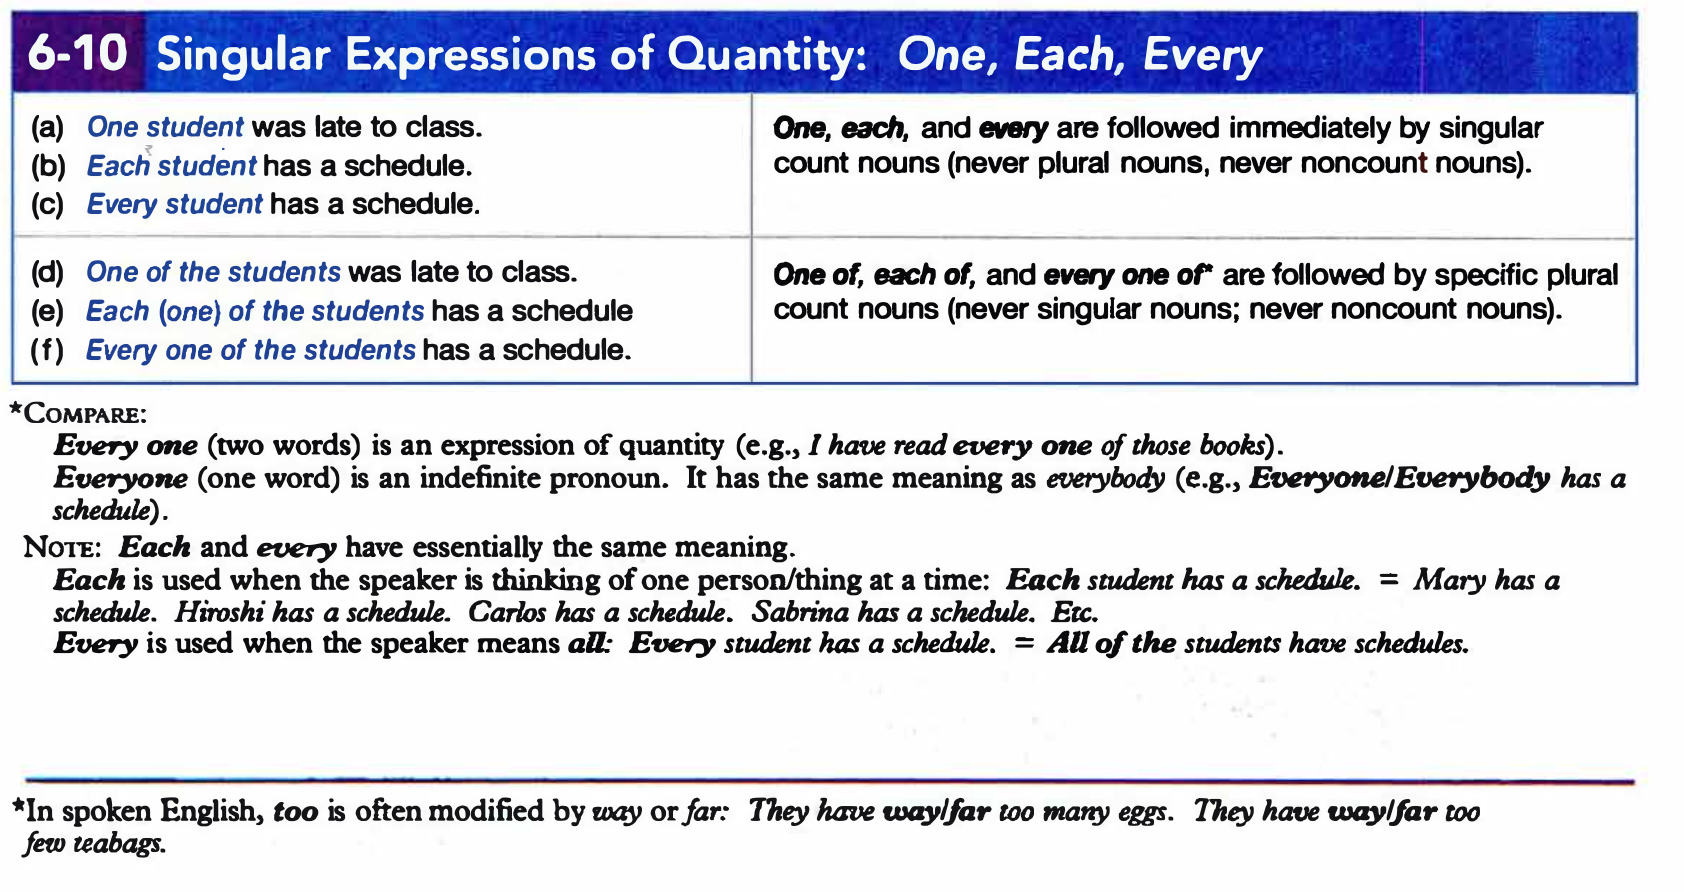 6-10 Singular Expressions of Quantity: One, Each, Every
(a) One student was late to class.
(b) Each student has a schedule.
(c) Every student has a schedule.
One, each, and every are followed immediately by singular
count nouns (never plural nouns, never noncount nouns).
(d) One of the students was late to class.
(e) Each (one) of the students has a schedule
(f) Every one of the students has a schedule.
One of, each of, and every one of* are followed by specific plural
count nouns (never singular nouns; never noncount nouns).
*COMPARE:
Every one (two words) is an expression of quantity (e.g., I have read every one of those books).
Everyone (one word) is an indefinite pronoun. It has the same meaning as everybody (e.g., Everyone/Everybody has a
schedule).
NOTE: Each and every have essentially the same meaning.
Each is used when the speaker is thinking of one person/thing at a time: Each student has a schedule. = Mary has a
schedule. Hiroshi has a schedule. Carlos has a schedule. Sabrina has a schedule. Etc.
Every is used when the speaker means all: Every student has a schedule. = All of the students have schedules.
*In spoken English, too is often modified by way or far: They have way/far too many eggs. They have way/far too
few teabags.